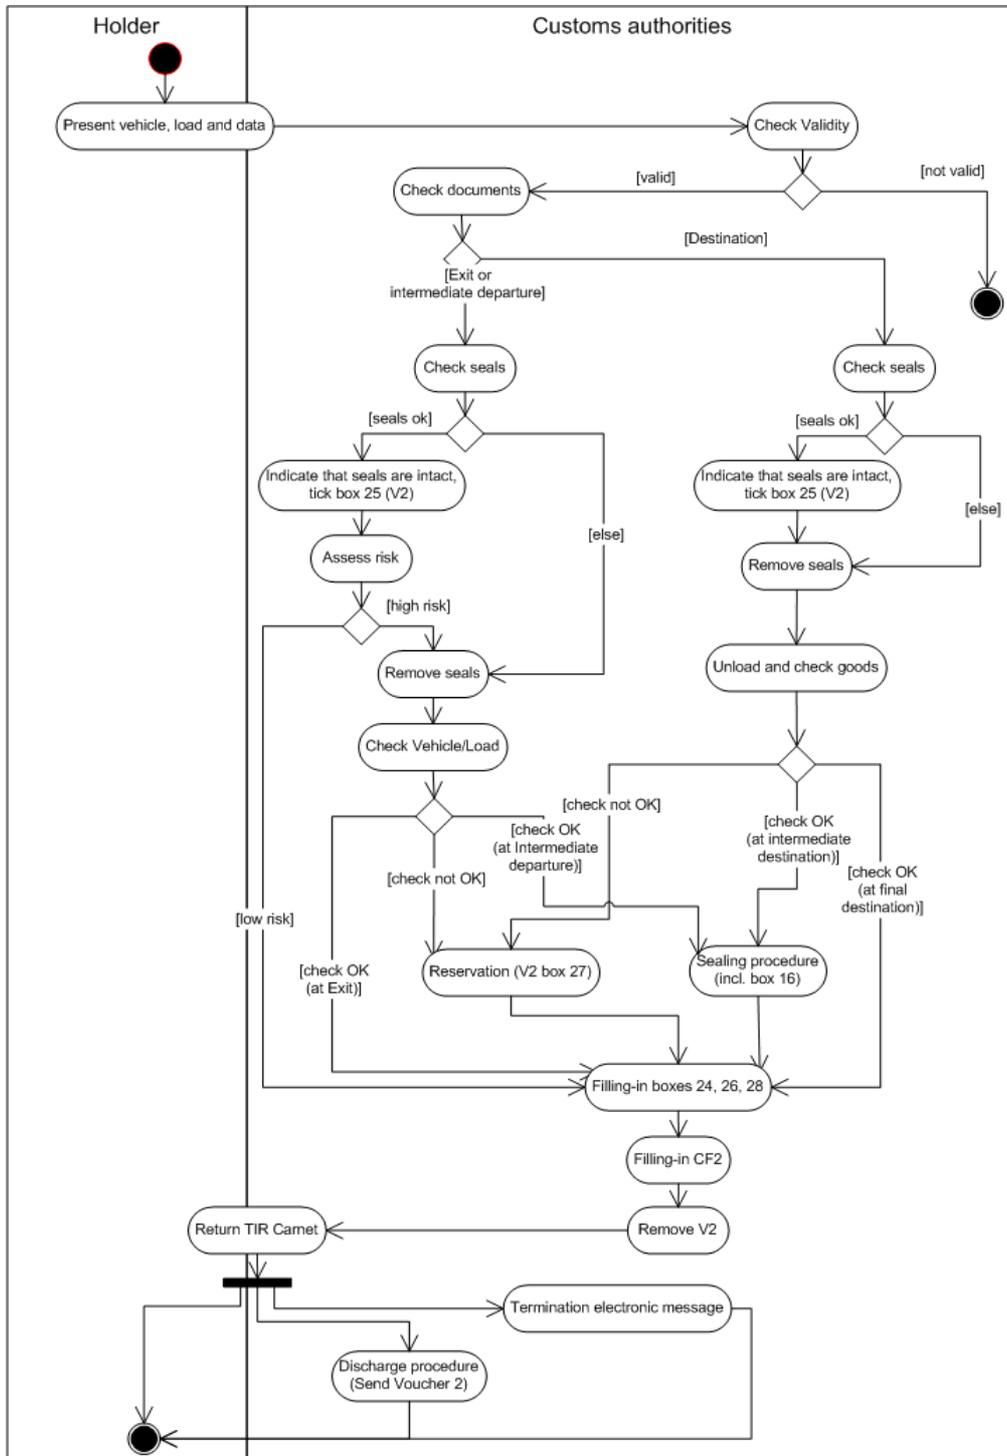 Holder
Customs authorities
Present vehicle, load and data
Check Validity
[valid]
[not valid]
Check documents
[Destination]
[Exit or
intermediate departure]
Check seals
Check seals
[seals ok]
[seals ok]
Indicate that seals are intact,
tick box 25 (V2)
Indicate that seals are intact,
tick box 25 (V2)
[else]
[else]
Assess risk
Remove seals
[high risk]
Remove seals
Unload and check goods
Check Vehicle/Load
[check not OK]
[check OK
(at Intermediate
departure)]
[check OK
(at intermediate
destination)]
[check not OK]
[check OK
(at final
destination)]
[low risk]
[check OK
(at Exit)]
Reservation (V2 box 27)
Sealing procedure
(incl. box 16)
Filling-in boxes 24, 26, 28
Filling-in CF2
Return TIR Carnet
Remove V2
Termination electronic message
Discharge procedure
(Send Voucher 2)